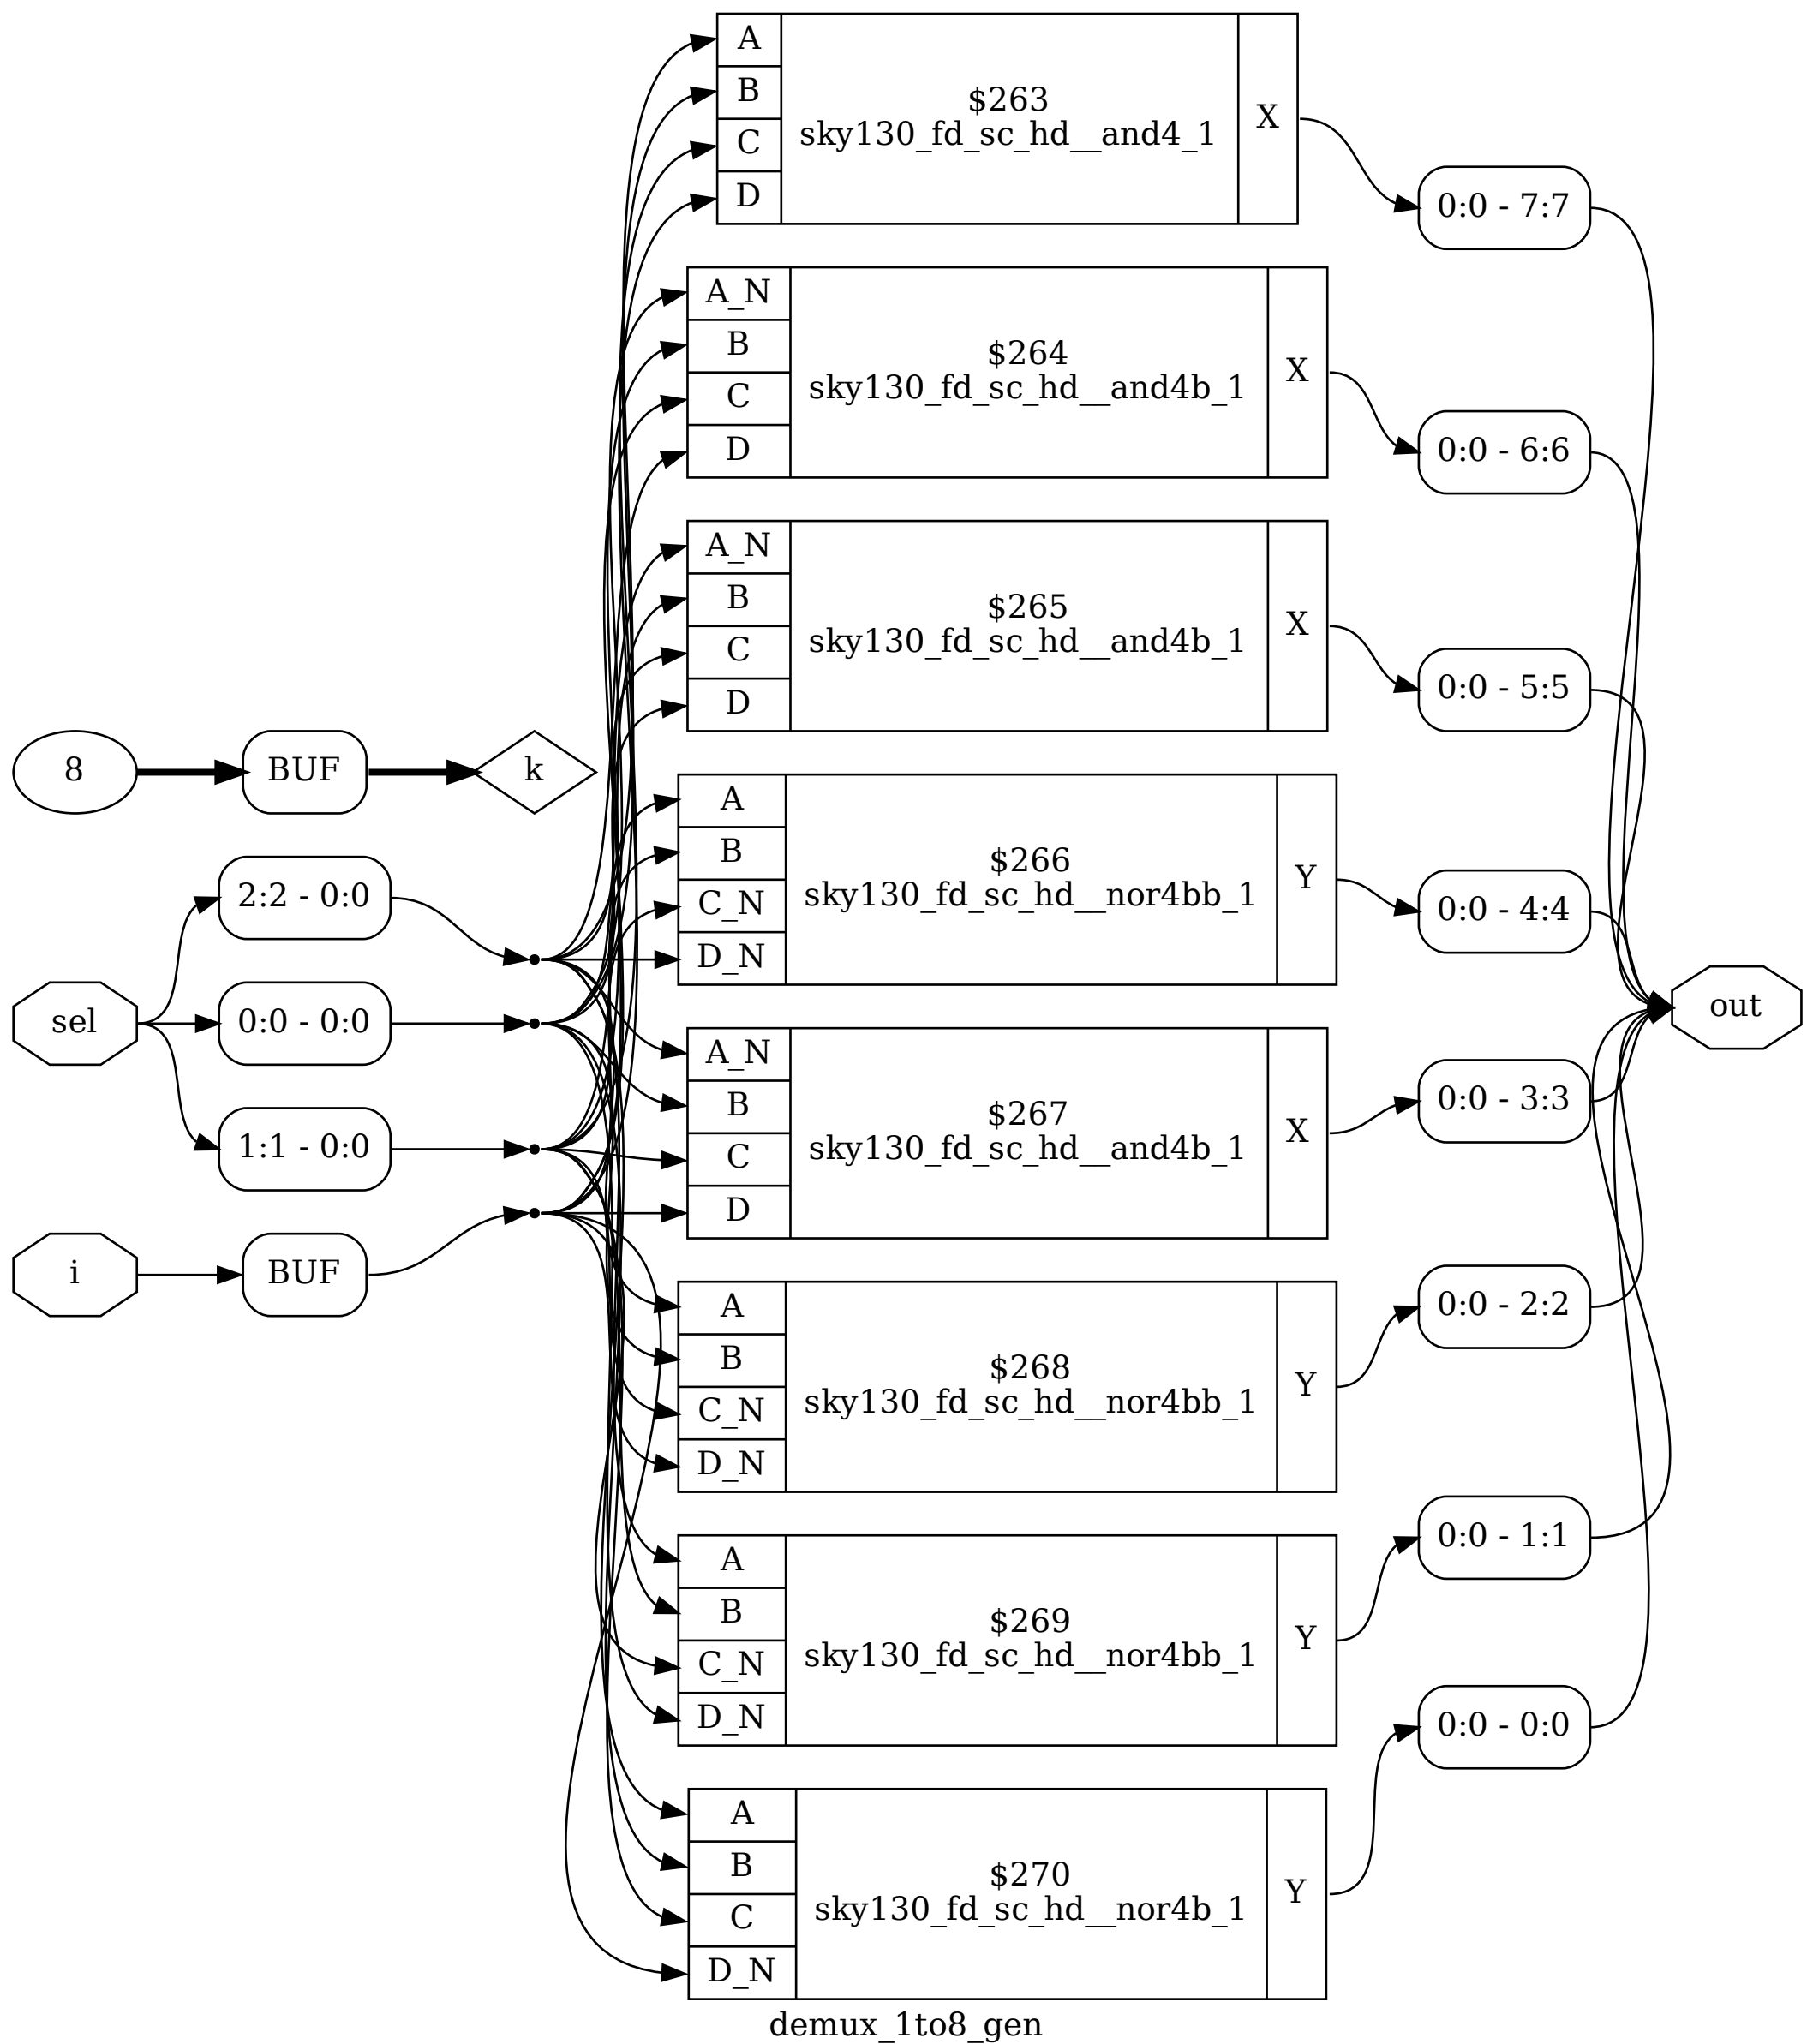 A
B
C
D
$263
sky130_fd_sc_hd__and4_1
X
0:0 - 7:7
A_N
B
C
D
$264
sky130_fd_sc_hd__and4b_1
X
0:0 - 6:6
A_N
B
C
D
$265
sky130_fd_sc_hd__and4b_1
X
0:0 - 5:5
8
BUF
k
A
B
C_N
D_N
$266
sky130_fd_sc_hd__nor4bb_1
Y
0:0 - 4:4
sel
2:2 - 0:0
0:0 - 0:0
1:1 - 0:0
out
A_N
B
C
D
$267
sky130_fd_sc_hd__and4b_1
X
0:0 - 3:3
i
BUF
A
B
C_N
D_N
$268
sky130_fd_sc_hd__nor4bb_1
Y
0:0 - 2:2
A
B
C_N
D_N
$269
sky130_fd_sc_hd__nor4bb_1
Y
0:0 - 1:1
A
B
C
D_N
$270
sky130_fd_sc_hd__nor4b_1
Y
0:0 - 0:0
demux_1to8_gen